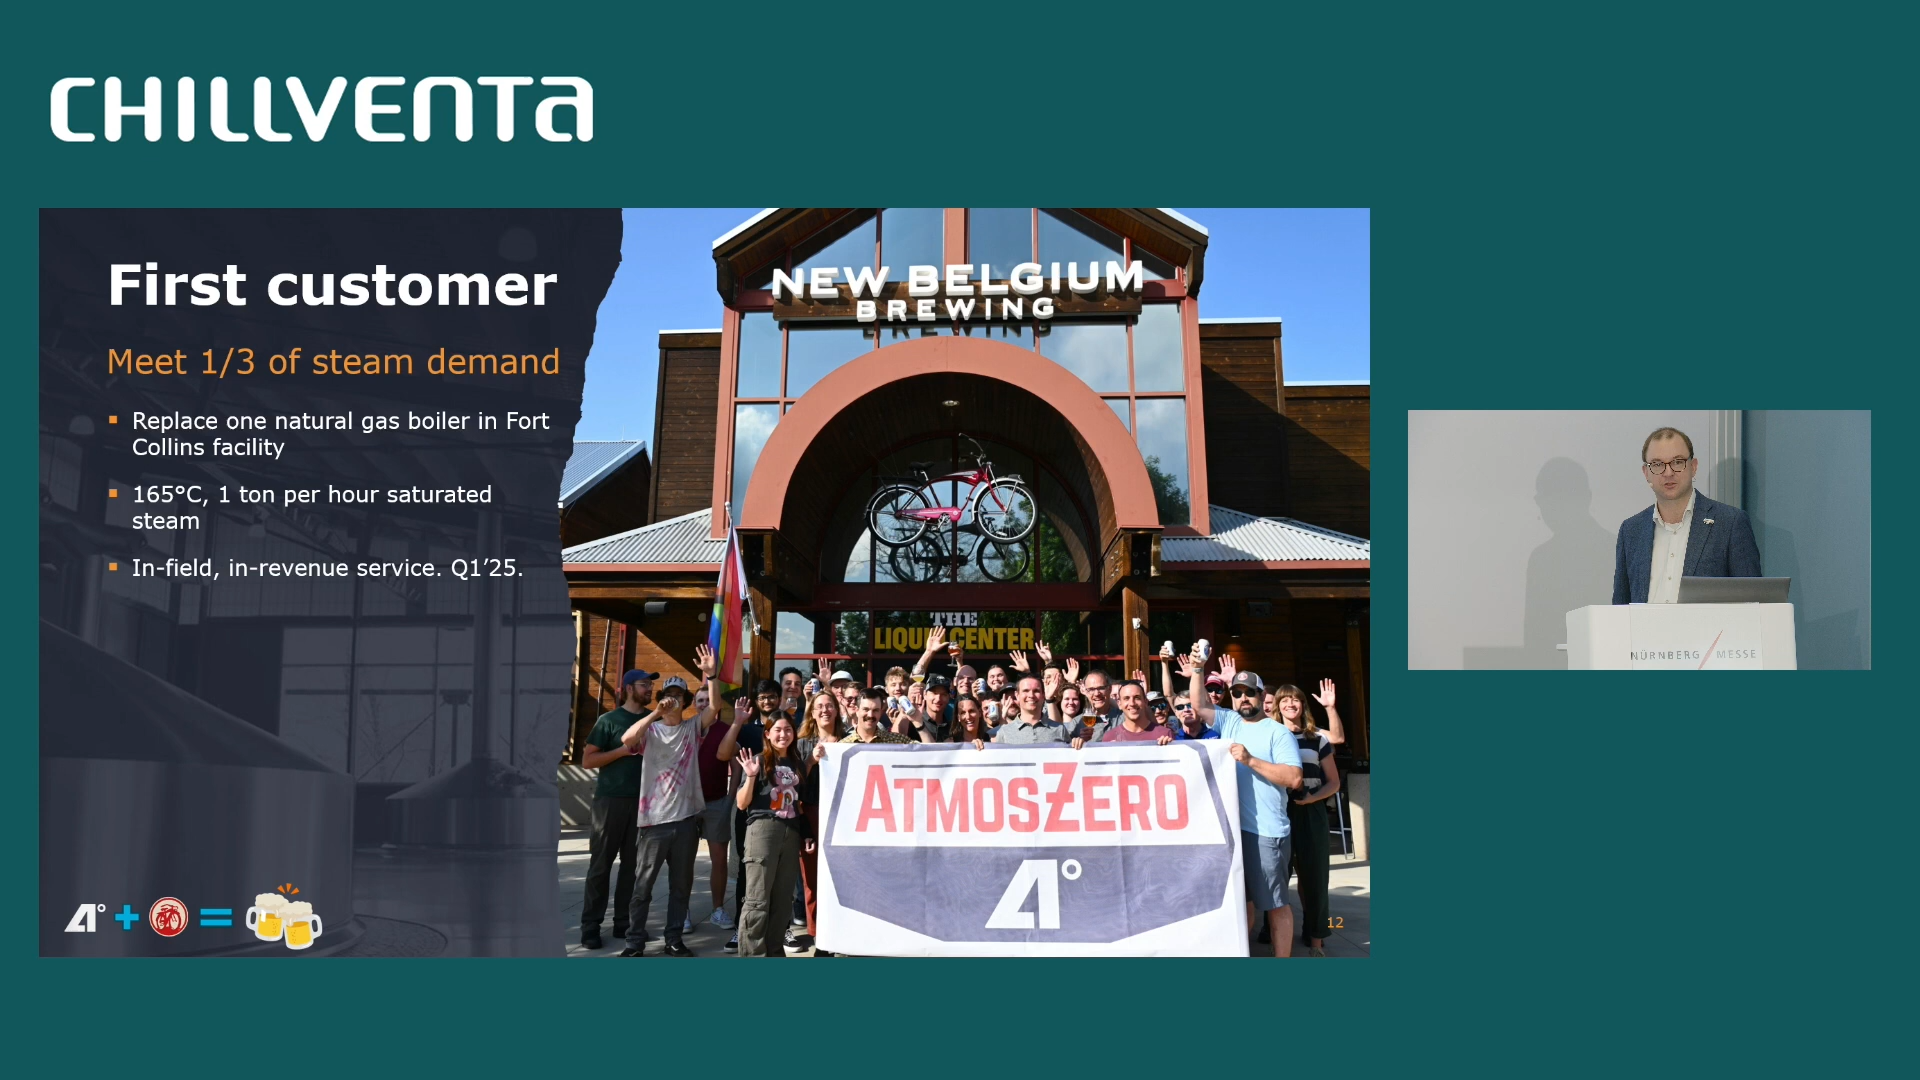 CHILLVENTA
First customer
Meet 1/3 of steam demand
Replace one natural gas boiler in Fort
Collins facility
165°C, 1 ton per hour saturated
steam
In-field, in-revenue service. Q1’25.
NEW BELGIUM
BREWING
THE
LIQUID CENTER
ATMOSZERO
12
NÜRNBERG MESSE